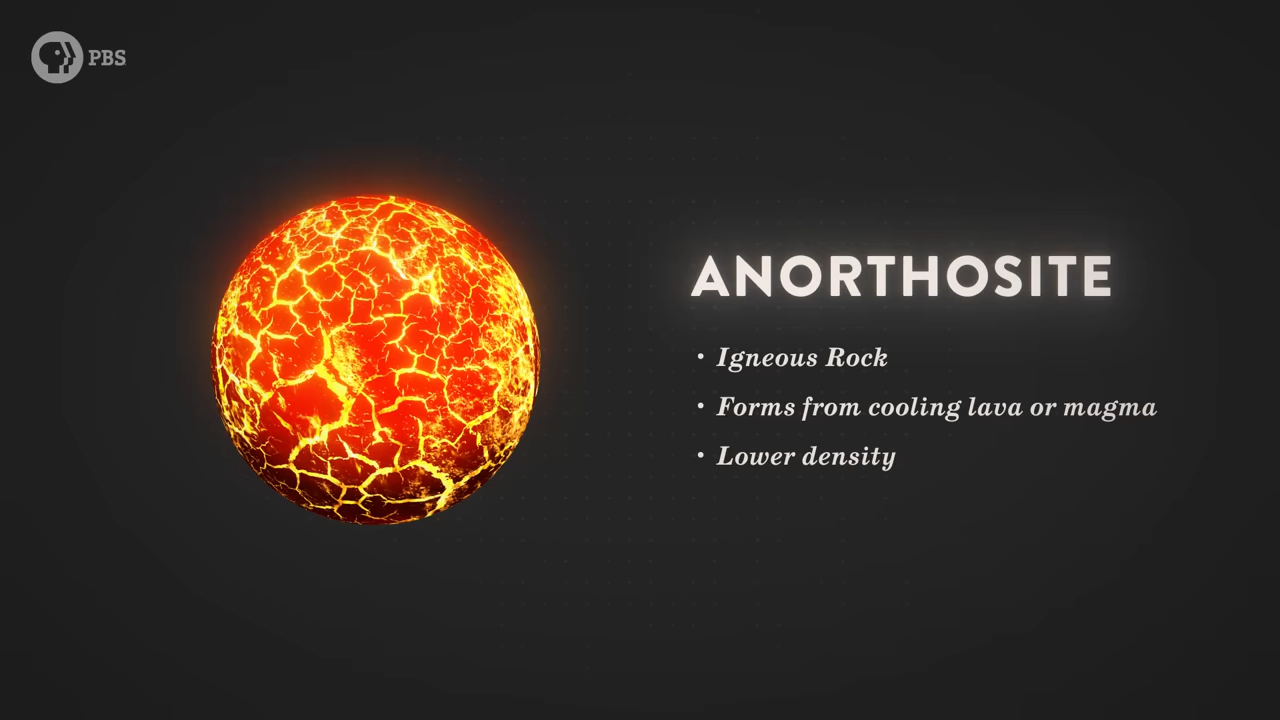 PBS
ANORTHOSITE
• Igneous Rock
• Forms from cooling lava or magma
• Lower density